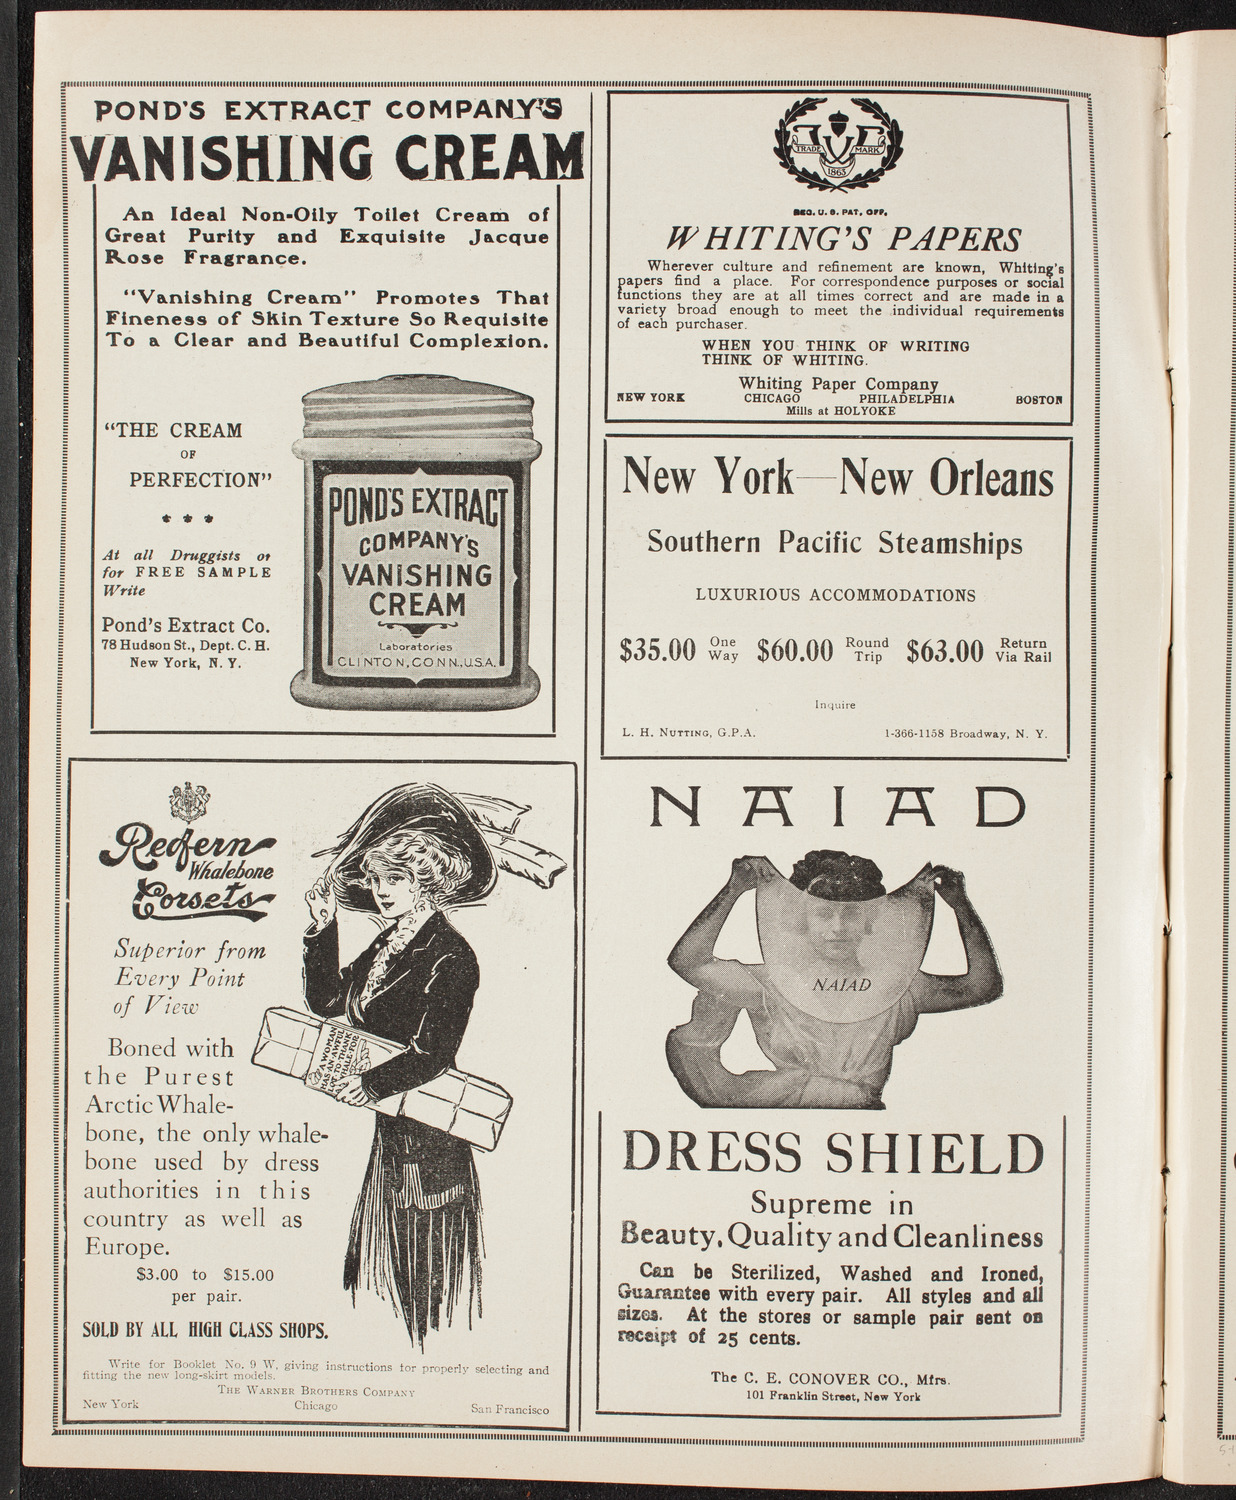 POND'S EXTRACT COMPANY'S
VANISHING CREAM
An Ideal Non-Oily Toilet Cream of
Great Purity and Exquisite Jacque
Rose Fragrance.
"Vanishing Cream" Promotes That
Fineness of Skin Texture So Requisite
To a Clear and Beautiful Complexion.
"THE CREAM
OF
PERFECTION"
* * *
At all Druggists or
for FREE SAMPLE
Write
Pond's Extract Co.
78 Hudson St., Dept. C. H.
New York, N. Y.
POND'S EXTRACT
COMPANY'S
VANISHING
CREAM
Laboratories
CLINTON, CONN., U.S.A.
TRADE MARK
1865
REG. U. S. PAT. OFF.
WHITING'S PAPERS
Wherever culture and refinement are known, Whiting's
papers find a place. For correspondence purposes or social
functions they are at all times correct and are made in a
variety broad enough to meet the individual requirements
of each purchaser.
WHEN YOU THINK OF WRITING
THINK OF WHITING.
Whiting Paper Company
NEW YORK CHICAGO PHILADELPHIA BOSTON
Mills at HOLYOKE
New York—New Orleans
Southern Pacific Steamships
LUXURIOUS ACCOMMODATIONS
$35.00 One Way $60.00 Round Trip $63.00 Return Via Rail
Inquire
L. H. NUTTING, G.P.A. 1-366-1158 Broadway, N. Y.
Redfern
Whalebone
Corsets
Superior from
Every Point
of View
Boned with
the Purest
Arctic Whale-
bone, the only whale-
bone used by dress
authorities in this
country as well as
Europe.
$3.00 to $15.00
per pair.
SOLD BY ALL HIGH CLASS SHOPS.
A WOMAN
HAS AN AWFUL
LOT TO THANK
A WHALE FOR
Write for Booklet No. 9 W, giving instructions for properly selecting and
fitting the new long-skirt models.
THE WARNER BROTHERS COMPANY
New York Chicago San Francisco
NAIAD
NAIAD
DRESS SHIELD
Supreme in
Beauty, Quality and Cleanliness
Can be Sterilized, Washed and Ironed,
Guarantee with every pair. All styles and all
sizes. At the stores or sample pair sent on
receipt of 25 cents.
The C. E. CONOVER CO., Mfrs.
101 Franklin Street, New York